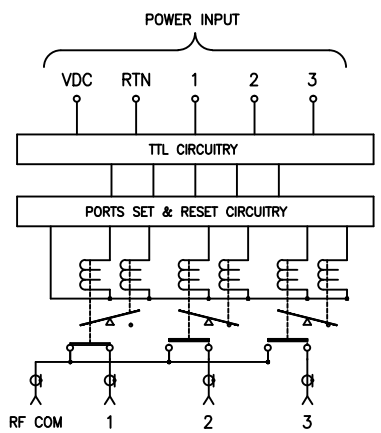 POWER INPUT
VDC RTN 1 2 3
TTL CIRCUITRY
PORTS SET & RESET CIRCUITRY
RF COM 1 2 3